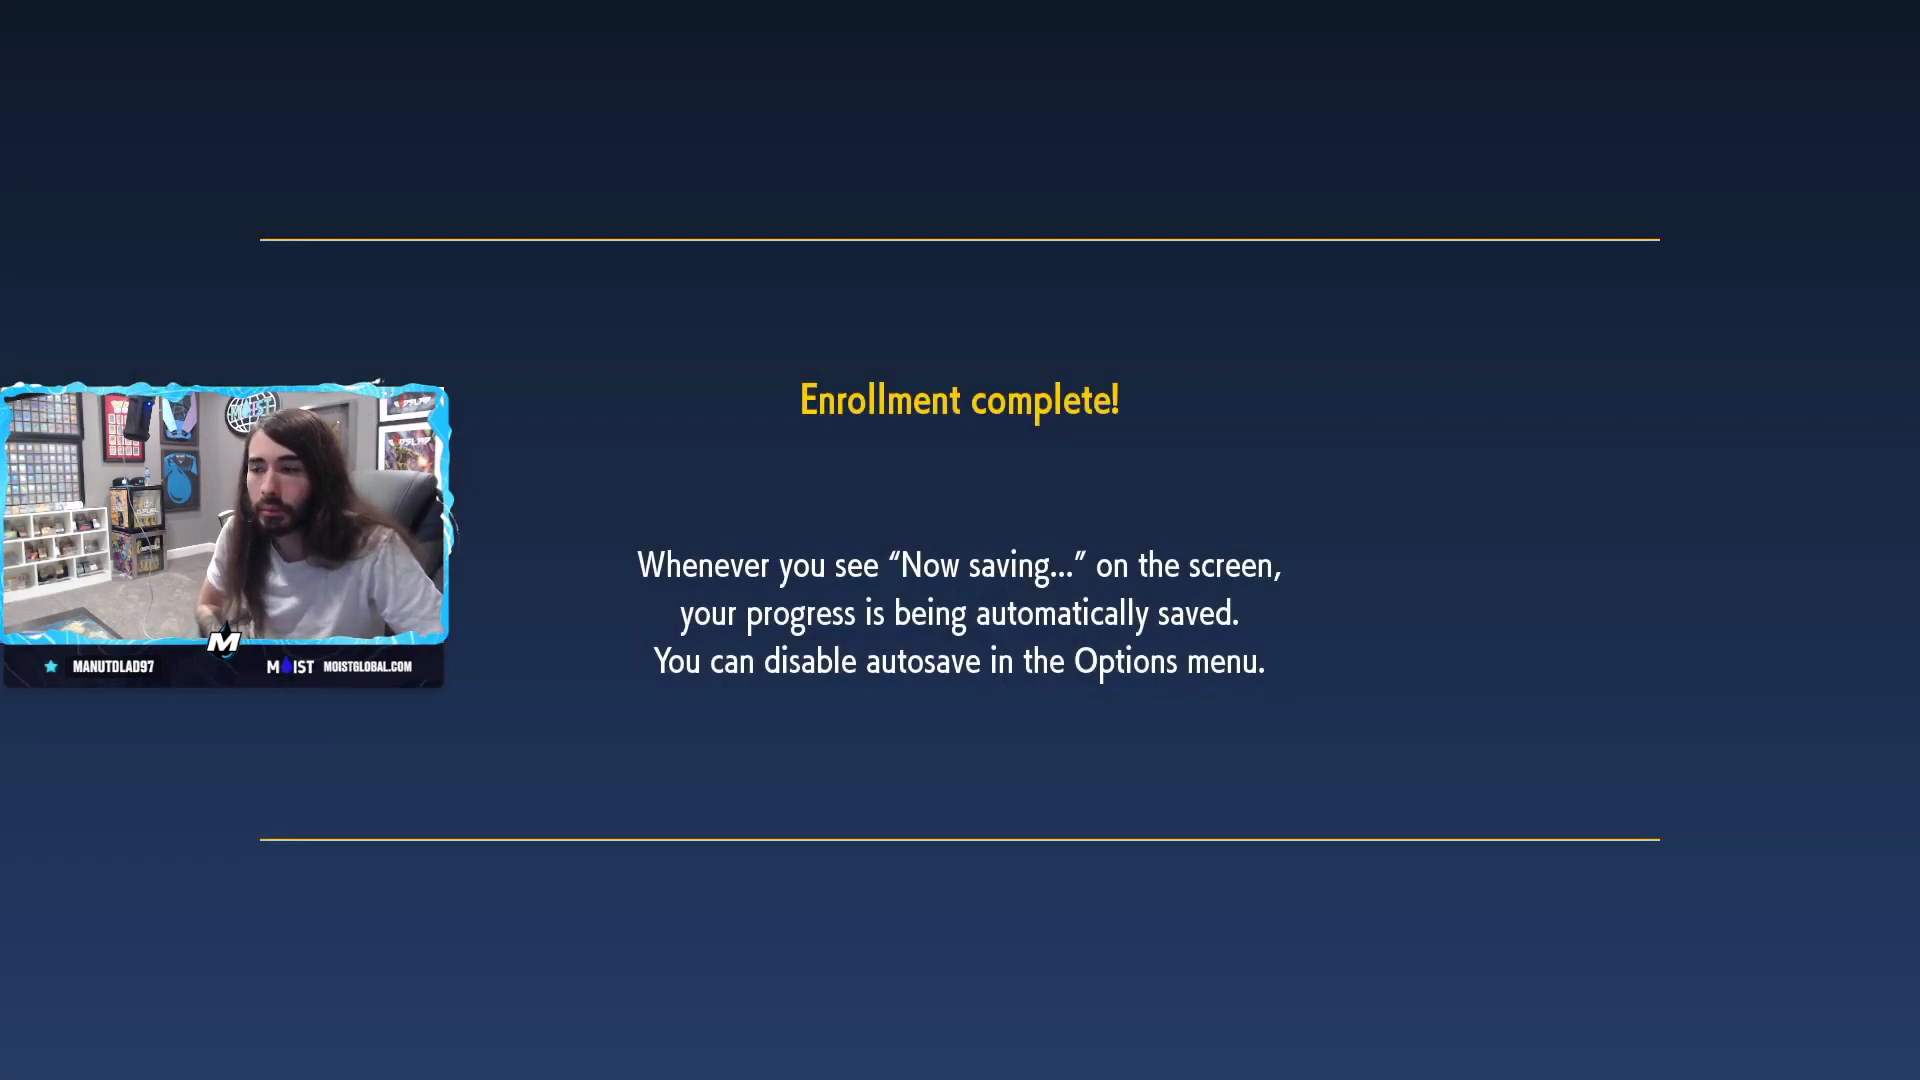 Enrollment complete!
Whenever you see “Now saving...” on the screen,
your progress is being automatically saved.
You can disable autosave in the Options menu.
MOIST
M
MANUTDLAD97
MOIST
MOISTGLOBAL.COM